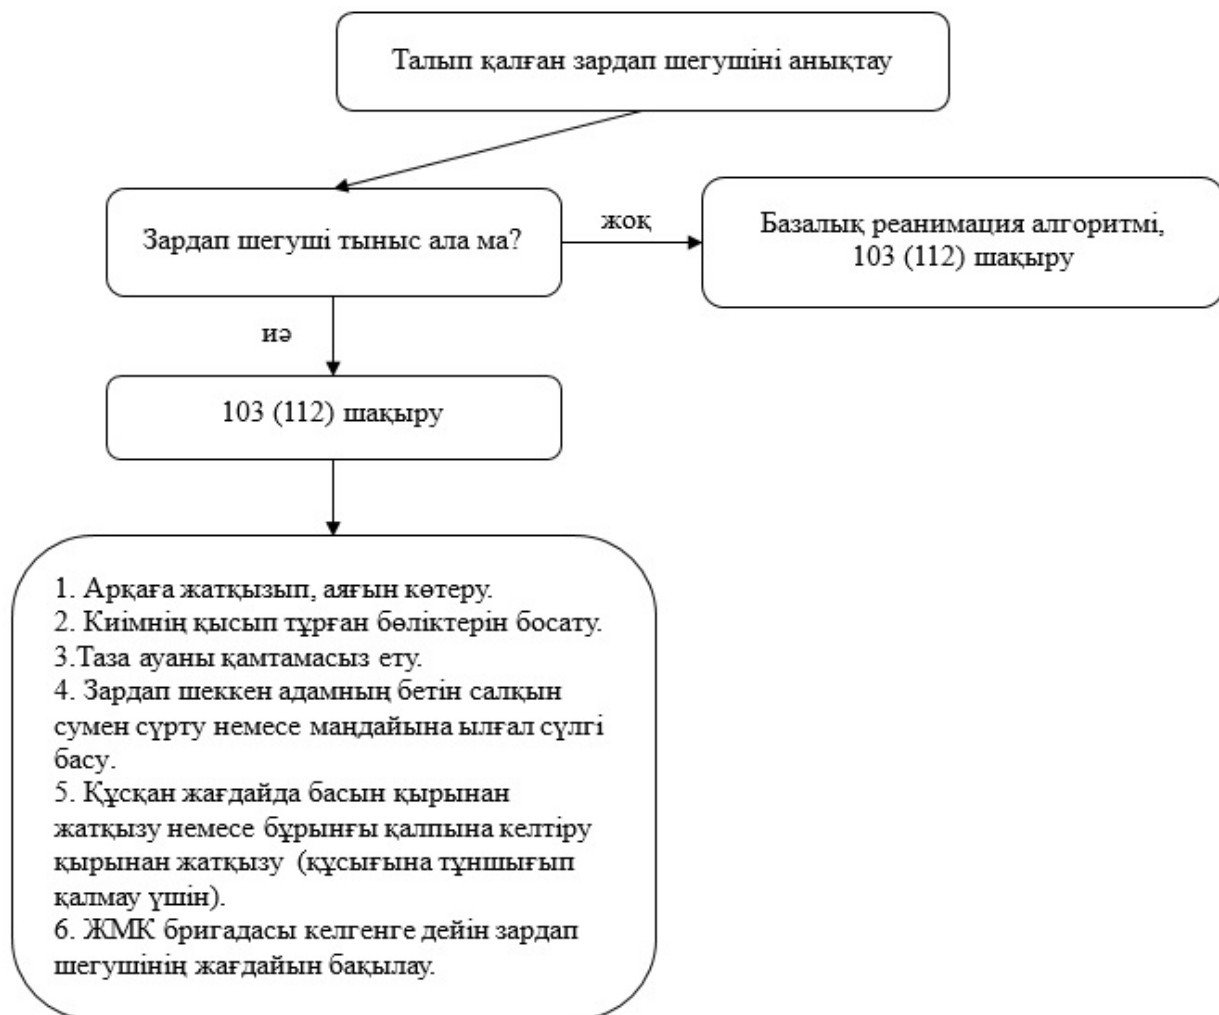 Талып қалған зардап шегушіні анықтау
Зардап шегуші тыныс ала ма?
жоқ
Базалық реанимация алгоритмі,
103 (112) шақыру
иә
103 (112) шақыру
1. Арқаға жатқызып, аяғын көтеру.
2. Киімнің қысып тұрған бөліктерін босату.
3.Таза ауаны қамтамасыз ету.
4. Зардап шеккен адамның бетін салқын
сумен сүрту немесе маңдайына ылғал сүлгі
басу.
5. Құсқан жағдайда басын қырынан
жатқызу немесе бұрынғы қалпына келтіру
қырынан жатқызу (құсығына тұншығып
қалмау үшін).
6. ЖМК бригадасы келгенге дейін зардап
шегушінің жағдайын бақылау.